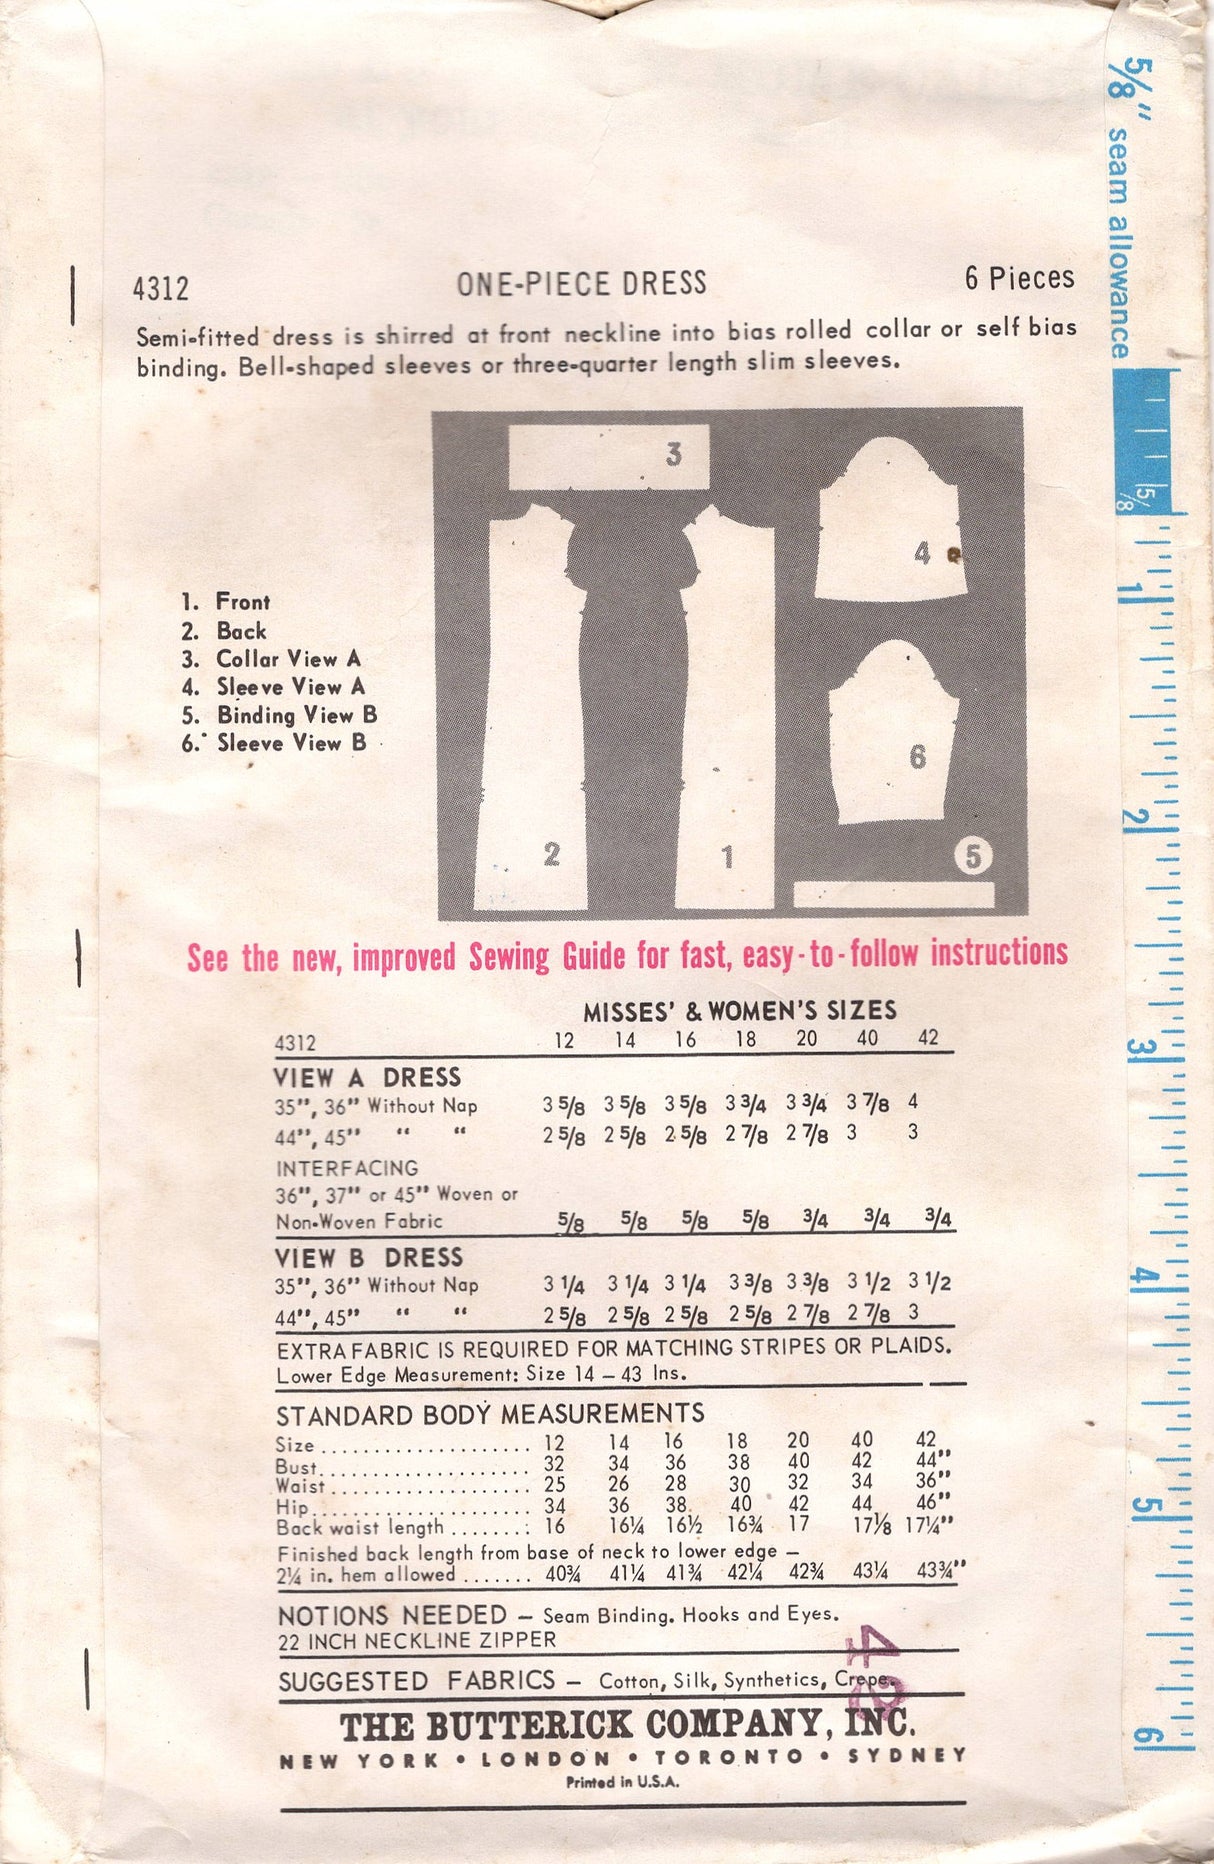 5/8" seam allowance
4312 ONE-PIECE DRESS 6 Pieces
Semi-fitted dress is shirred at front neckline into bias rolled collar or self bias
binding. Bell-shaped sleeves or three-quarter length slim sleeves.
1. Front
2. Back
3. Collar View A
4. Sleeve View A
5. Binding View B
6. Sleeve View B
3
4
6
2
1
5
See the new, improved Sewing Guide for fast, easy-to-follow instructions
MISSES' & WOMEN'S SIZES
4312 12 14 16 18 20 40 42
VIEW A DRESS
35", 36" Without Nap 3 5/8 3 5/8 3 5/8 3 3/4 3 3/4 3 7/8 4
44", 45" " " 2 5/8 2 5/8 2 5/8 2 7/8 2 7/8 3 3
INTERFACING
36", 37" or 45" Woven or
Non-Woven Fabric 5/8 5/8 5/8 5/8 3/4 3/4 3/4
VIEW B DRESS
35", 36" Without Nap 3 1/4 3 1/4 3 1/4 3 3/8 3 3/8 3 1/2 3 1/2
44", 45" " " 2 5/8 2 5/8 2 5/8 2 5/8 2 7/8 2 7/8 3
EXTRA FABRIC IS REQUIRED FOR MATCHING STRIPES OR PLAIDS.
Lower Edge Measurement: Size 14 – 43 Ins.
STANDARD BODY MEASUREMENTS
Size .................... 12 14 16 18 20 40 42
Bust..................... 32 34 36 38 40 42 44"
Waist ................... 25 26 28 30 32 34 36"
Hip...................... 34 36 38 40 42 44 46"
Back waist length ........ 16 16¼ 16½ 16¾ 17 17⅛ 17¼"
Finished back length from base of neck to lower edge –
2¼ in. hem allowed ....... 40¾ 41¼ 41¾ 42¼ 42¾ 43¼ 43¾"
NOTIONS NEEDED – Seam Binding. Hooks and Eyes.
22 INCH NECKLINE ZIPPER
SUGGESTED FABRICS – Cotton, Silk, Synthetics, Crepe.
42
THE BUTTERICK COMPANY, INC.
NEW YORK • LONDON • TORONTO • SYDNEY
Printed in U.S.A.
5/8
1
2
3
4
5
6